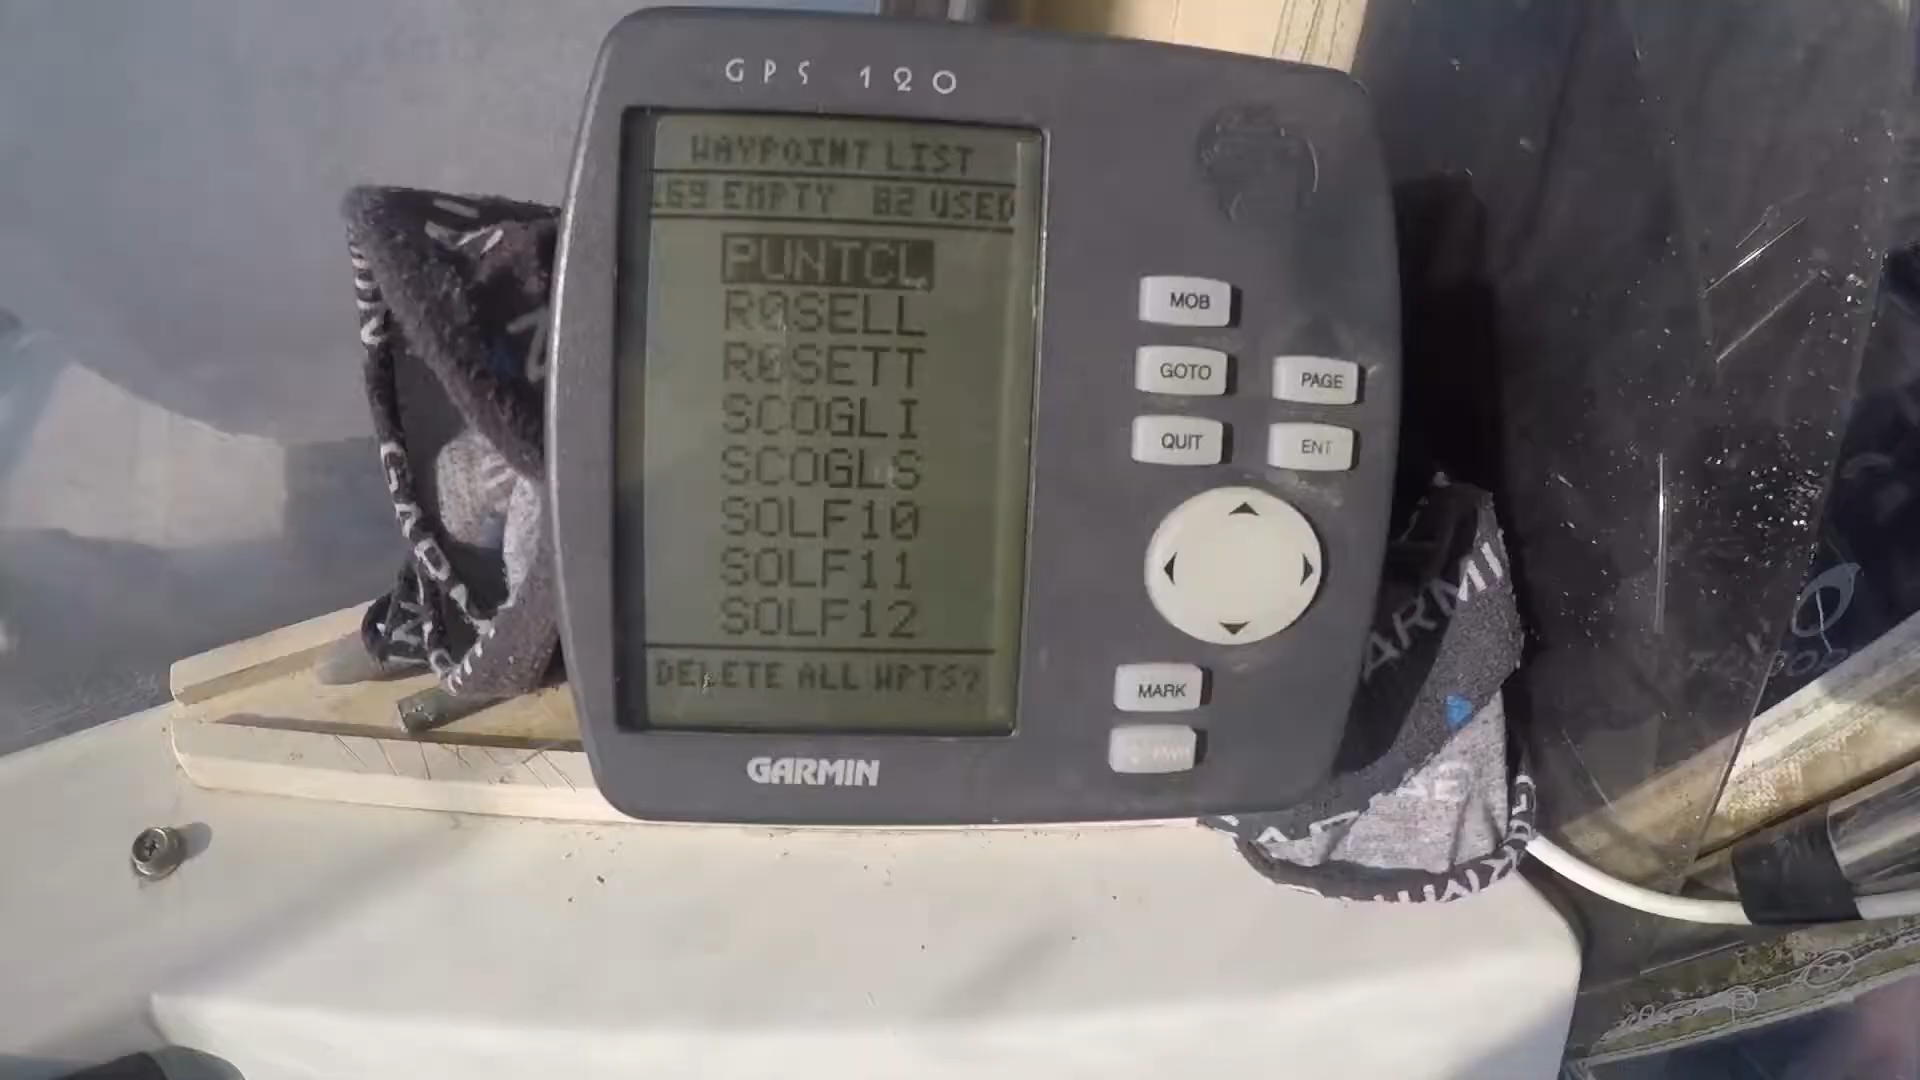 GPS 120
WAYPOINT LIST
EMPTY 82 USED
PUNTCL
R0SELL
R0SETT
SCOGLI
SCOGLS
SOLF10
SOLF11
SOLF12
DELETE ALL WPTS?
MOB
GOTO
PAGE
QUIT
ENT
MARK
GARMIN